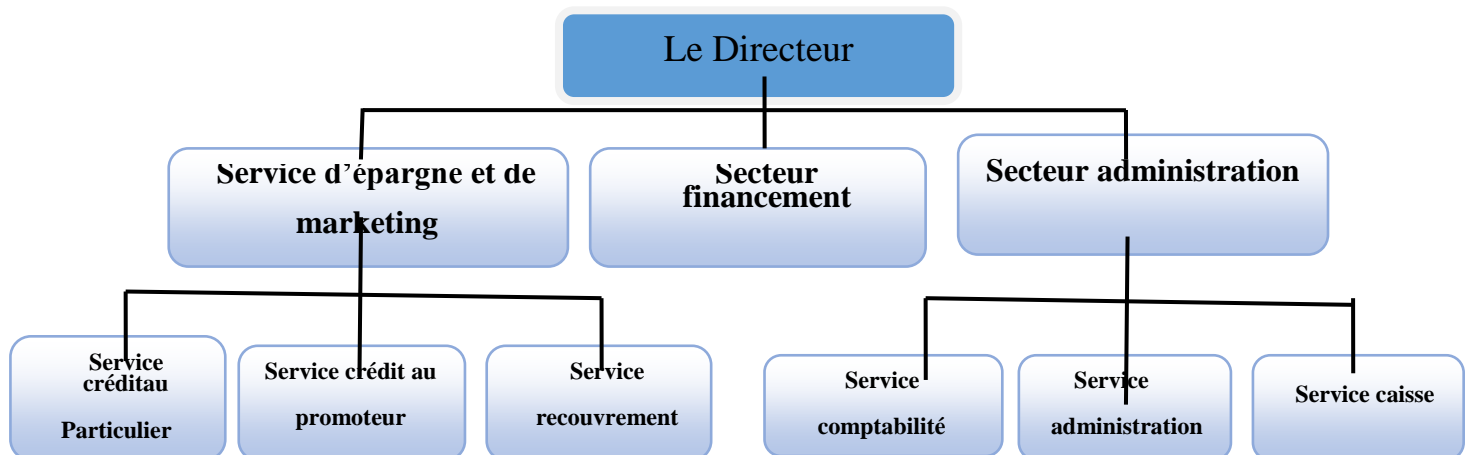 Le Directeur
Service d'épargne et de
marketing
Secteur
financement
Secteur administration
Service
créditau
Particulier
Service crédit au
promoteur
Service
recouvrement
Service
comptabilité
Service
administration
Service caisse